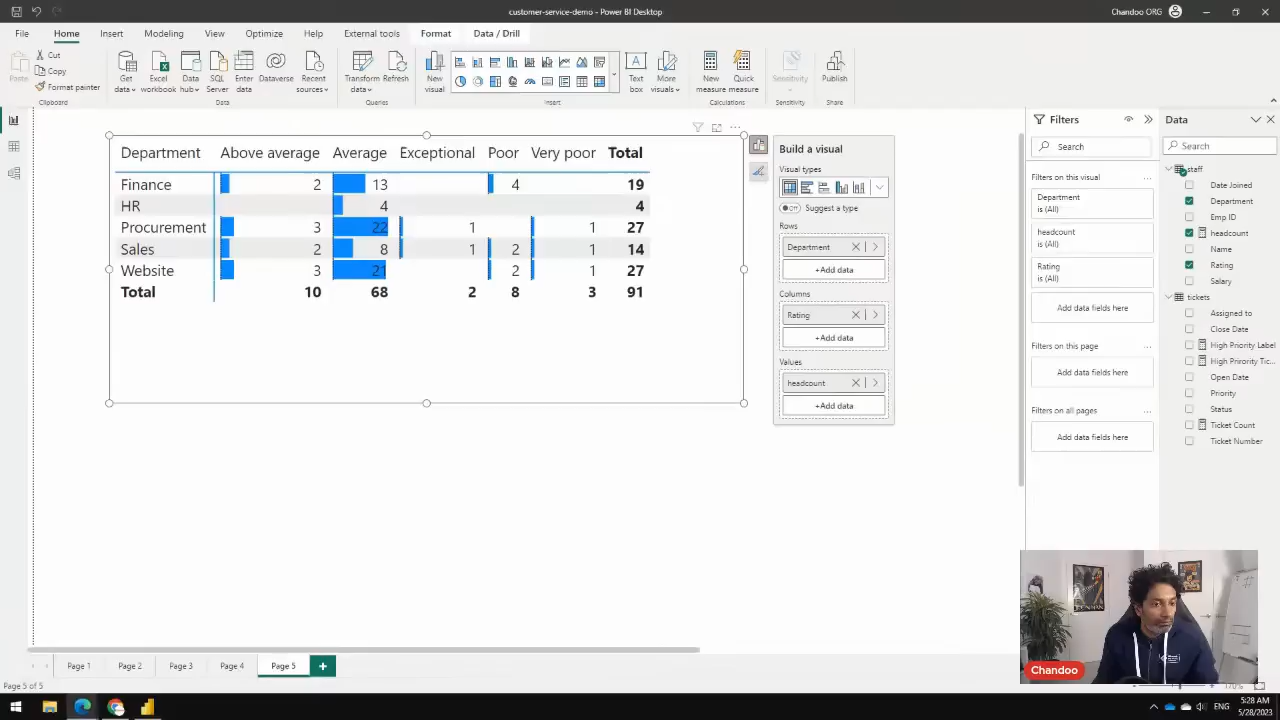 customer-service-demo - Power BI Desktop
Chandoo ORG
File Home Insert Modeling View Optimize Help External tools Format Data / Drill
Paste
Cut
Copy
Format painter
Get data
Excel workbook
Data hub
SQL Server
Enter data
Dataverse
Recent sources
Transform data
Refresh
New visual
Text box
More visuals
New measure
Quick measure
Sensitivity
Publish
Clipboard
Data
Queries
Insert
Calculations
Sensitivity
Share
Department Above average Average Exceptional Poor Very poor Total
Finance 2 13 4 19
HR 4 4
Procurement 3 22 1 1 27
Sales 2 8 1 2 1 14
Website 3 21 2 1 27
Total 10 68 2 8 3 91
Build a visual
Visual types
Off
Suggest a type
Rows
Department
+Add data
Columns
Rating
+Add data
Values
headcount
+Add data
Filters
Search
Filters on this visual
Department
is (All)
headcount
is (All)
Rating
is (All)
Add data fields here
Filters on this page
Add data fields here
Filters on all pages
Add data fields here
Data
Search
staff
Date Joined
Department
Emp ID
headcount
Name
Rating
Salary
tickets
Assigned to
Close Date
High Priority Label
High Priority Tic...
Open Date
Priority
Status
Ticket Count
Ticket Number
Chandoo
Page 1 Page 2 Page 3 Page 4 Page 5
Page 5 of 5
170%
ENG
5:28 AM
5/28/2023